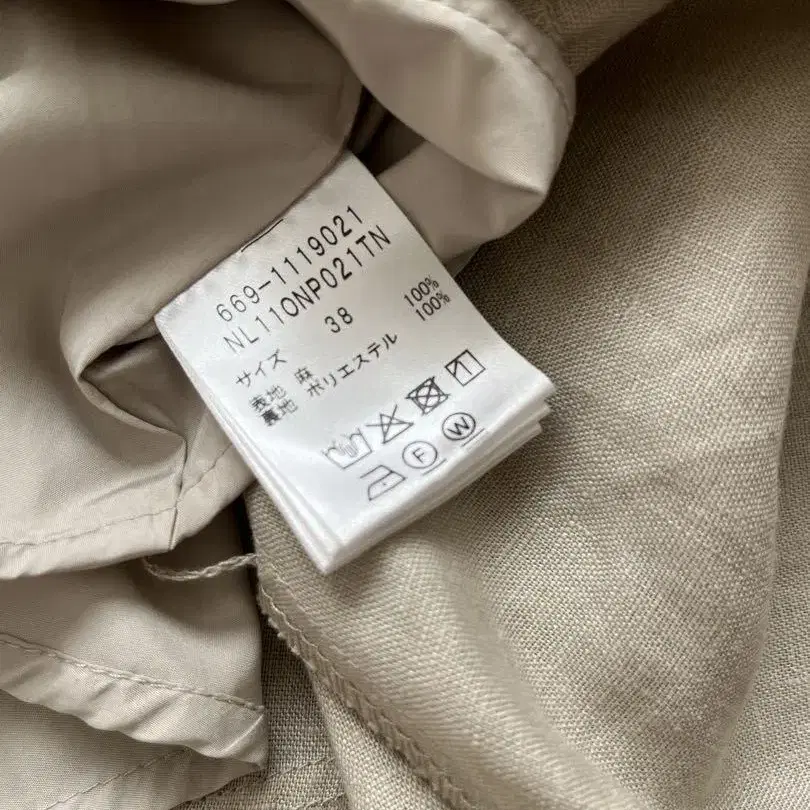 669-1119021
NL110NP021TN
サイズ 38
表地 麻 100%
裏地 ポリエステル 100%
F W